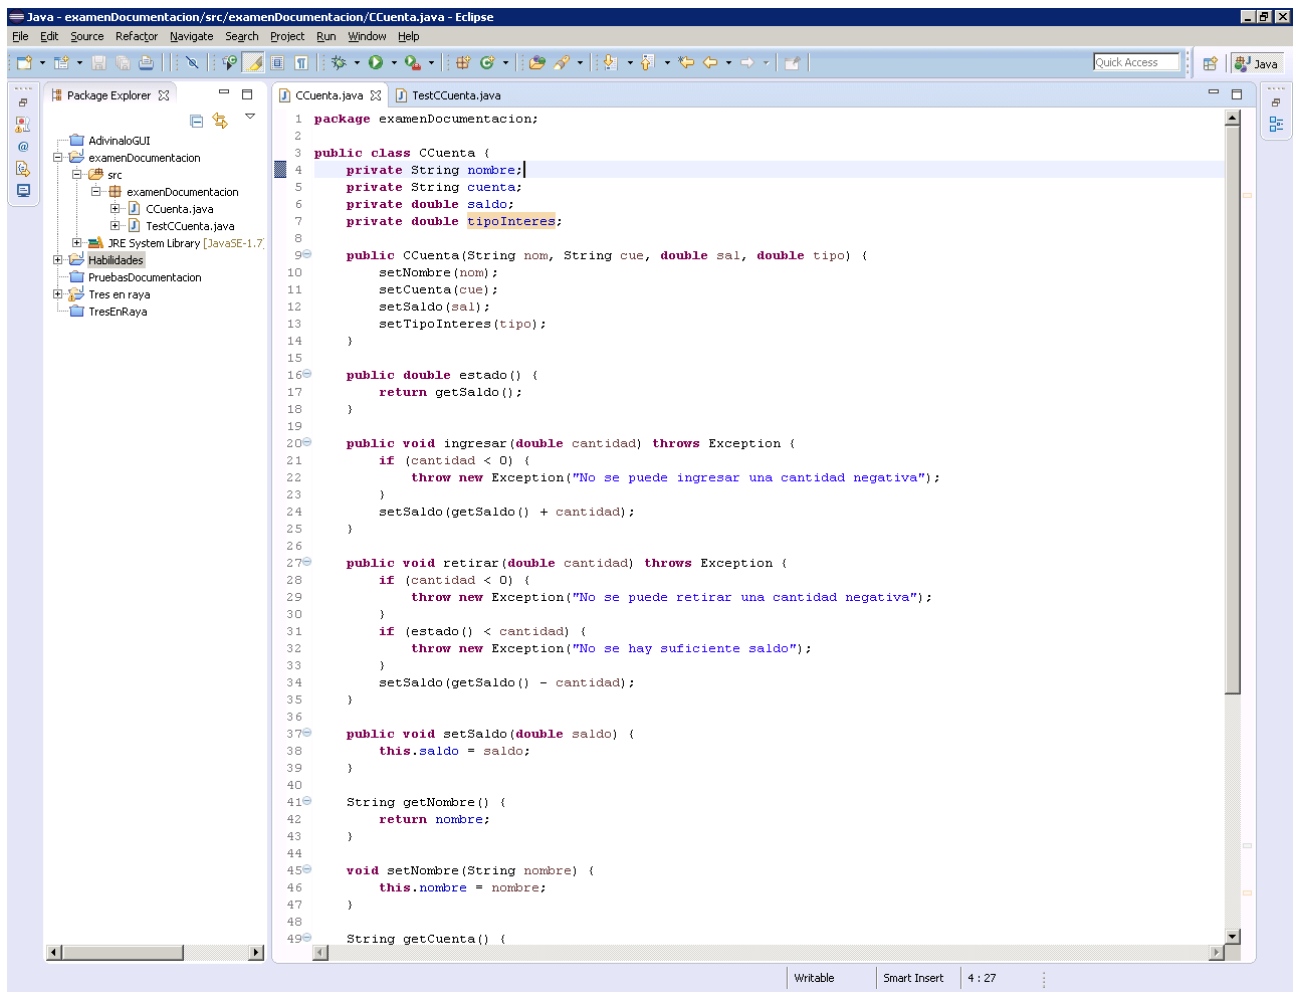 Java - examenDocumentacion/src/examenDocumentacion/CCuenta.java - Eclipse
File Edit Source Refactor Navigate Search Project Run Window Help
Quick Access
Java
Package Explorer
AdivinaloGUI
examenDocumentacion
src
examenDocumentacion
CCuenta.java
TestCCuenta.java
JRE System Library [JavaSE-1.7]
Habilidades
PruebasDocumentacion
Tres en raya
TresEnRaya
CCuenta.java TestCCuenta.java
1 package examenDocumentacion;
2
3 public class CCuenta {
4 private String nombre;
5 private String cuenta;
6 private double saldo;
7 private double tipoInteres;
8
9 public CCuenta(String nom, String cue, double sal, double tipo) {
10 setNombre(nom);
11 setCuenta(cue);
12 setSaldo(sal);
13 setTipoInteres(tipo);
14 }
15
16 public double estado() {
17 return getSaldo();
18 }
19
20 public void ingresar(double cantidad) throws Exception {
21 if (cantidad < 0) {
22 throw new Exception("No se puede ingresar una cantidad negativa");
23 }
24 setSaldo(getSaldo() + cantidad);
25 }
26
27 public void retirar(double cantidad) throws Exception {
28 if (cantidad < 0) {
29 throw new Exception("No se puede retirar una cantidad negativa");
30 }
31 if (estado() < cantidad) {
32 throw new Exception("No se hay suficiente saldo");
33 }
34 setSaldo(getSaldo() - cantidad);
35 }
36
37 public void setSaldo(double saldo) {
38 this.saldo = saldo;
39 }
40
41 String getNombre() {
42 return nombre;
43 }
44
45 void setNombre(String nombre) {
46 this.nombre = nombre;
47 }
48
49 String getCuenta() {
Writable Smart Insert 4 : 27